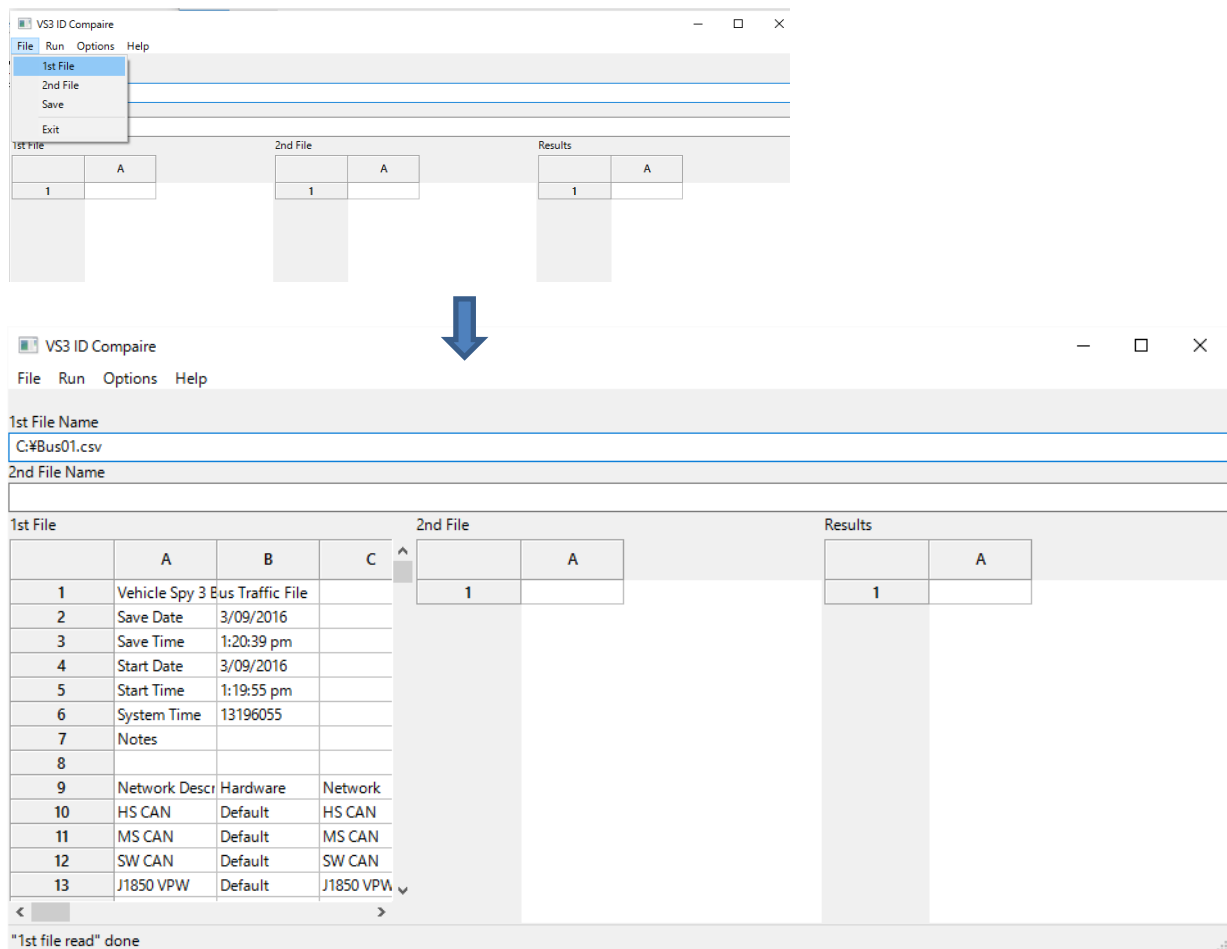 VS3 ID Compaire
File Run Options Help
1st File
2nd File
Save
Exit
1st File 2nd File Results
A A A
1 1 1
VS3 ID Compaire
File Run Options Help
1st File Name
C:¥Bus01.csv
2nd File Name
1st File 2nd File Results
A B C A A
1 Vehicle Spy 3 Bus Traffic File 1 1
2 Save Date 3/09/2016
3 Save Time 1:20:39 pm
4 Start Date 3/09/2016
5 Start Time 1:19:55 pm
6 System Time 13196055
7 Notes
8
9 Network Descr Hardware Network
10 HS CAN Default HS CAN
11 MS CAN Default MS CAN
12 SW CAN Default SW CAN
13 J1850 VPW Default J1850 VPW
"1st file read" done